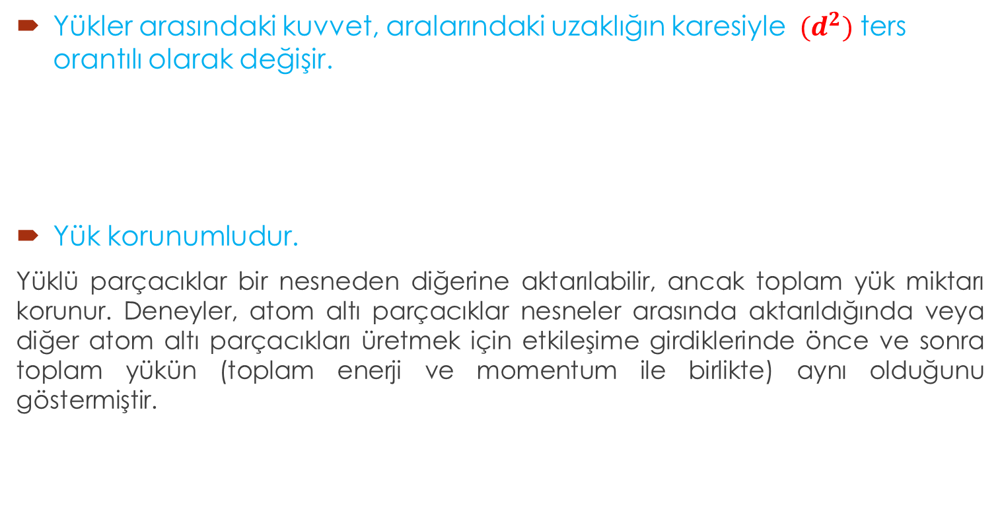 Yükler arasındaki kuvvet, aralarındaki uzaklığın karesiyle (d²) ters
orantılı olarak değişir.
Yük korunumludur.
Yüklü parçacıklar bir nesneden diğerine aktarılabilir, ancak toplam yük miktarı
korunur. Deneyler, atom altı parçacıklar nesneler arasında aktarıldığında veya
diğer atom altı parçacıkları üretmek için etkileşime girdiklerinde önce ve sonra
toplam yükün (toplam enerji ve momentum ile birlikte) aynı olduğunu
göstermiştir.